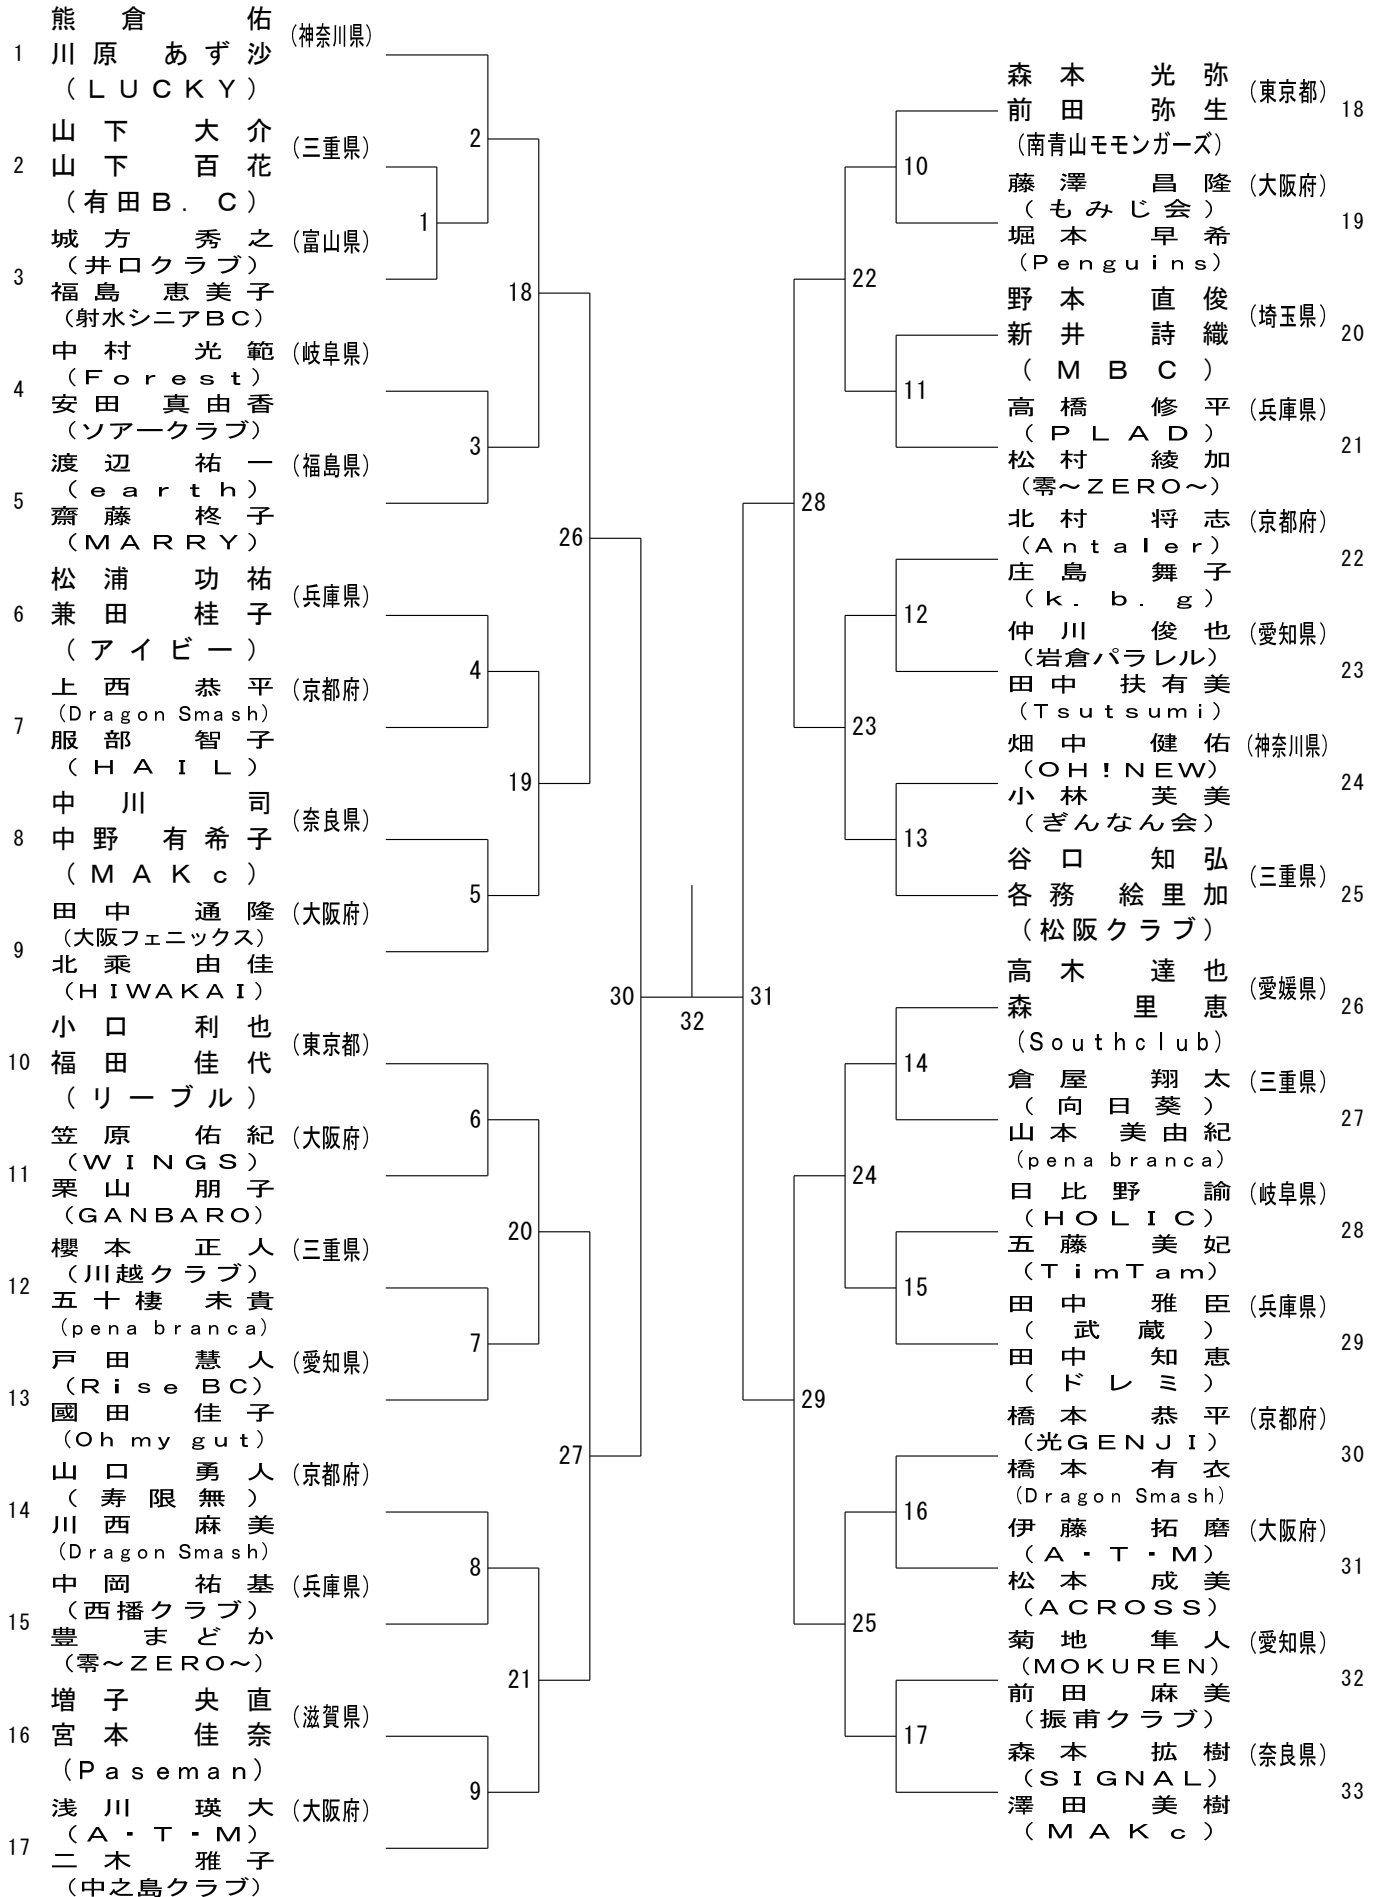 熊倉 佑 (神奈川県)
1 川原 あず沙
(LUCKY)
山下 大介 (三重県)
2 山下 百花
(有田B.C)
城方 秀之 (富山県)
(井口クラブ)
3 福島 恵美子
(射水シニアBC)
中村 光範 (岐阜県)
(Forest)
4 安田 真由香
(ソアークラブ)
渡辺 祐一 (福島県)
(earth)
5 齋藤 柊子
(MARRY)
松浦 功祐 (兵庫県)
6 兼田 桂子
(アイビー)
上西 恭平 (京都府)
(Dragon Smash)
7 服部 智子
(HAIL)
中川 司 (奈良県)
8 中野 有希子
(MAKc)
田中 通隆 (大阪府)
(大阪フェニックス)
9 北乘 由佳
(HIWAKAI)
小口 利也 (東京都)
10 福田 佳代
(リーブル)
笠原 佑紀 (大阪府)
(WINGS)
11 栗山 朋子
(GANBARO)
櫻本 正人 (三重県)
(川越クラブ)
12 五十棲 未貴
(pena branca)
戸田 慧人 (愛知県)
(Rise BC)
13 國田 佳子
(Oh my gut)
山口 勇人 (京都府)
(寿限無)
14 川西 麻美
(Dragon Smash)
中岡 祐基 (兵庫県)
(西播クラブ)
15 豊 まどか
(零～ZERO～)
増子 央直 (滋賀県)
16 宮本 佳奈
(Paseman)
浅川 瑛大 (大阪府)
(A・T・M)
17 二木 雅子
(中之島クラブ)
2
1
18
3
26
4
19
5
30
6
20
7
27
8
21
9
32
31
10
22
11
28
12
23
13
14
24
15
29
16
25
17
森本 光弥 (東京都)
前田 弥生 18
(南青山モモンガーズ)
藤澤 昌隆 (大阪府)
(もみじ会)
堀本 早希 19
(Penguins)
野本 直俊 (埼玉県)
新井 詩織 20
(MBC)
高橋 修平 (兵庫県)
(PLAD)
松村 綾加 21
(零～ZERO～)
北村 将志 (京都府)
(Antaler)
庄島 舞子 22
(k.b.g)
仲川 俊也 (愛知県)
(岩倉パラレル)
田中 扶有美 23
(Tsutsumi)
畑中 健佑 (神奈川県)
(OH!NEW)
小林 芙美 24
(ぎんなん会)
谷口 知弘 (三重県)
各務 絵里加 25
(松阪クラブ)
高木 達也 (愛媛県)
森 里恵 26
(Southclub)
倉屋 翔太 (三重県)
(向日葵)
山本 美由紀 27
(pena branca)
日比野 諭 (岐阜県)
(HOLIC)
五藤 美妃 28
(TimTam)
田中 雅臣 (兵庫県)
(武蔵)
田中 知恵 29
(ドレミ)
橋本 恭平 (京都府)
(光GENJI)
橋本 有衣 30
(Dragon Smash)
伊藤 拓磨 (大阪府)
(A・T・M)
松本 成美 31
(ACROSS)
菊地 隼人 (愛知県)
(MOKUREN)
前田 麻美 32
(振甫クラブ)
森本 拡樹 (奈良県)
(SIGNAL)
澤田 美樹 33
(MAKc)